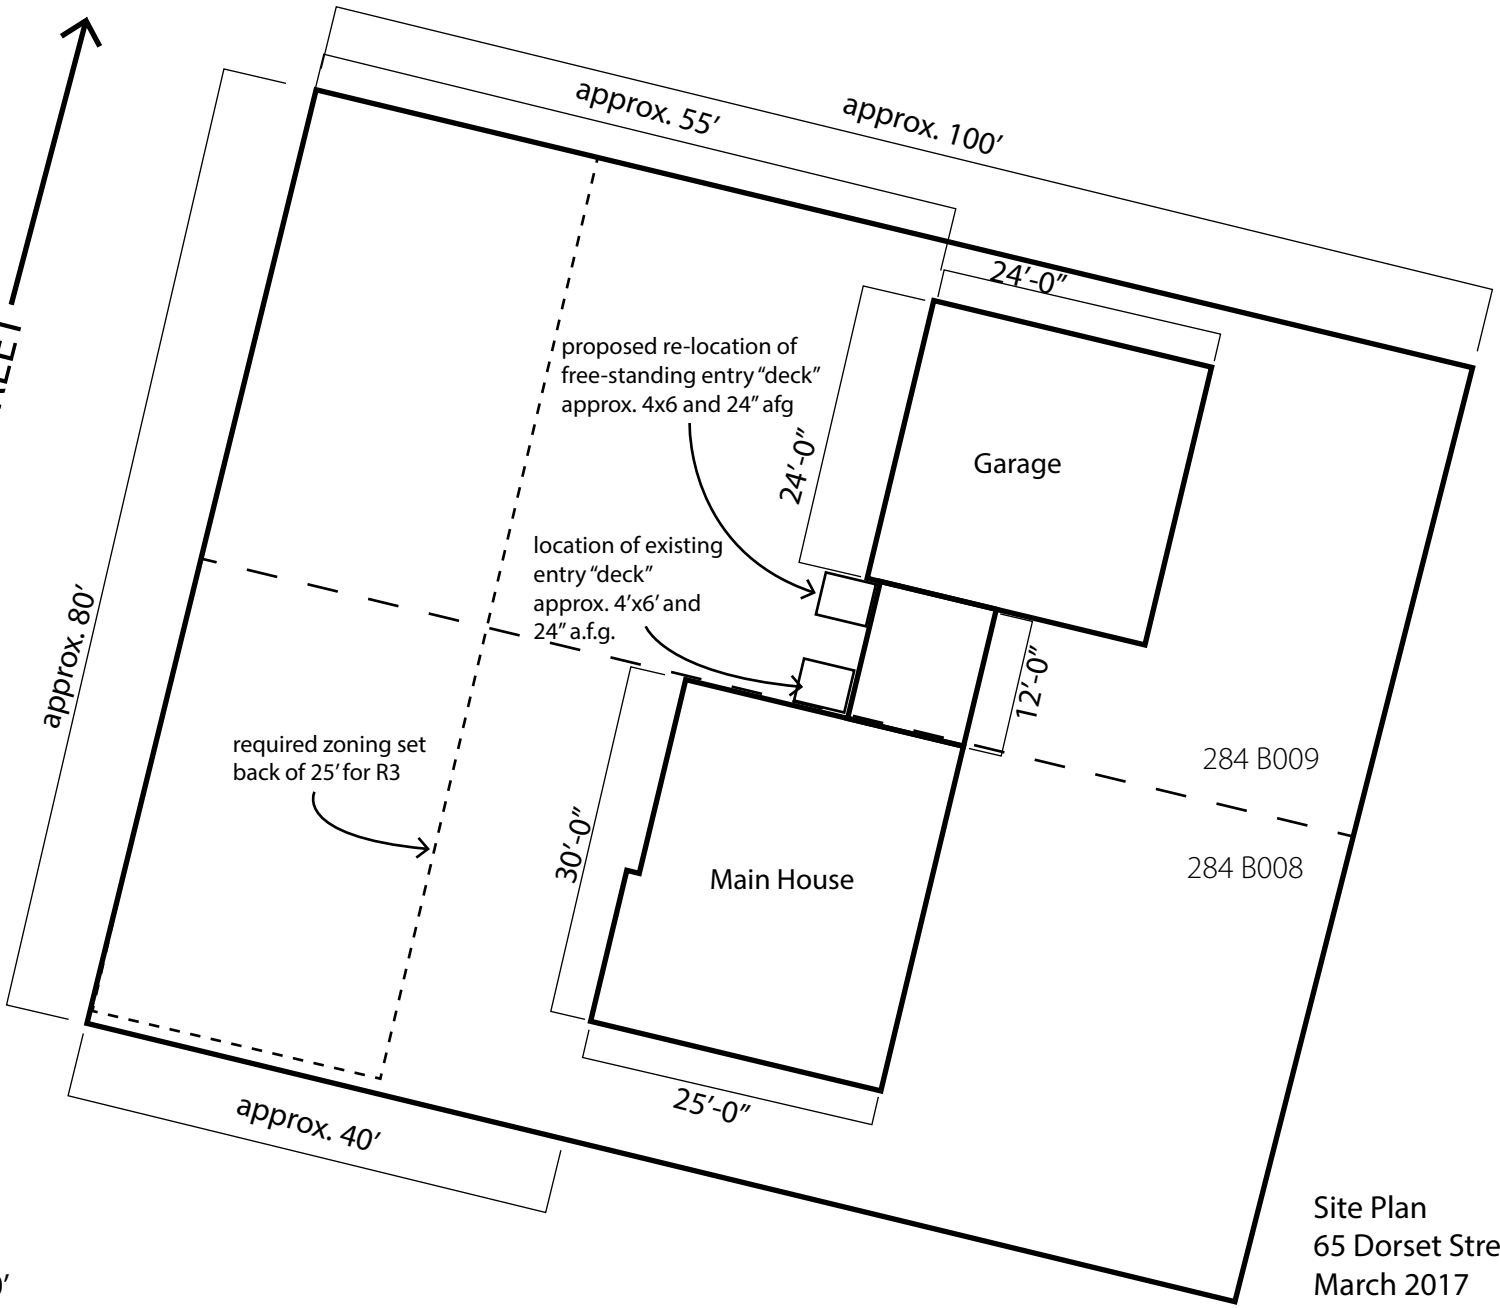 approx. 55’
approx. 100’
24’-0”
proposed re-location of
free-standing entry “deck”
approx. 4x6 and 24” afg
24’-0”
Garage
location of existing
entry “deck”
approx. 4’x6’ and
24” a.f.g.
approx. 80’
12’-0”
required zoning set
back of 25’ for R3
284 B009
30’-0”
Main House
284 B008
25’-0”
approx. 40’
Site Plan
65 Dorset Stre
March 2017